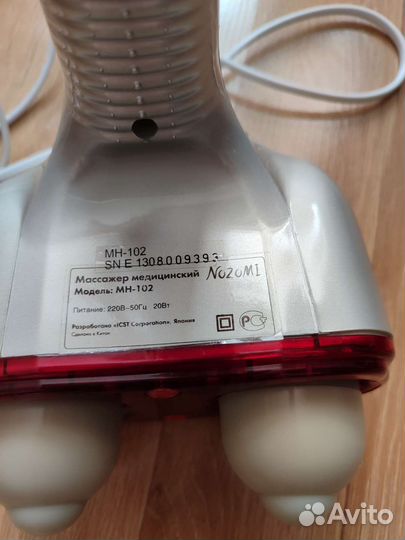 MH-102
SN E 1308009393
Массажер медицинский NOZOMI
Модель: MH-102
Питание: 220В~50Гц 20Вт
Разработано «ICST Corporation», Япония
Сделано в Китае
Avito